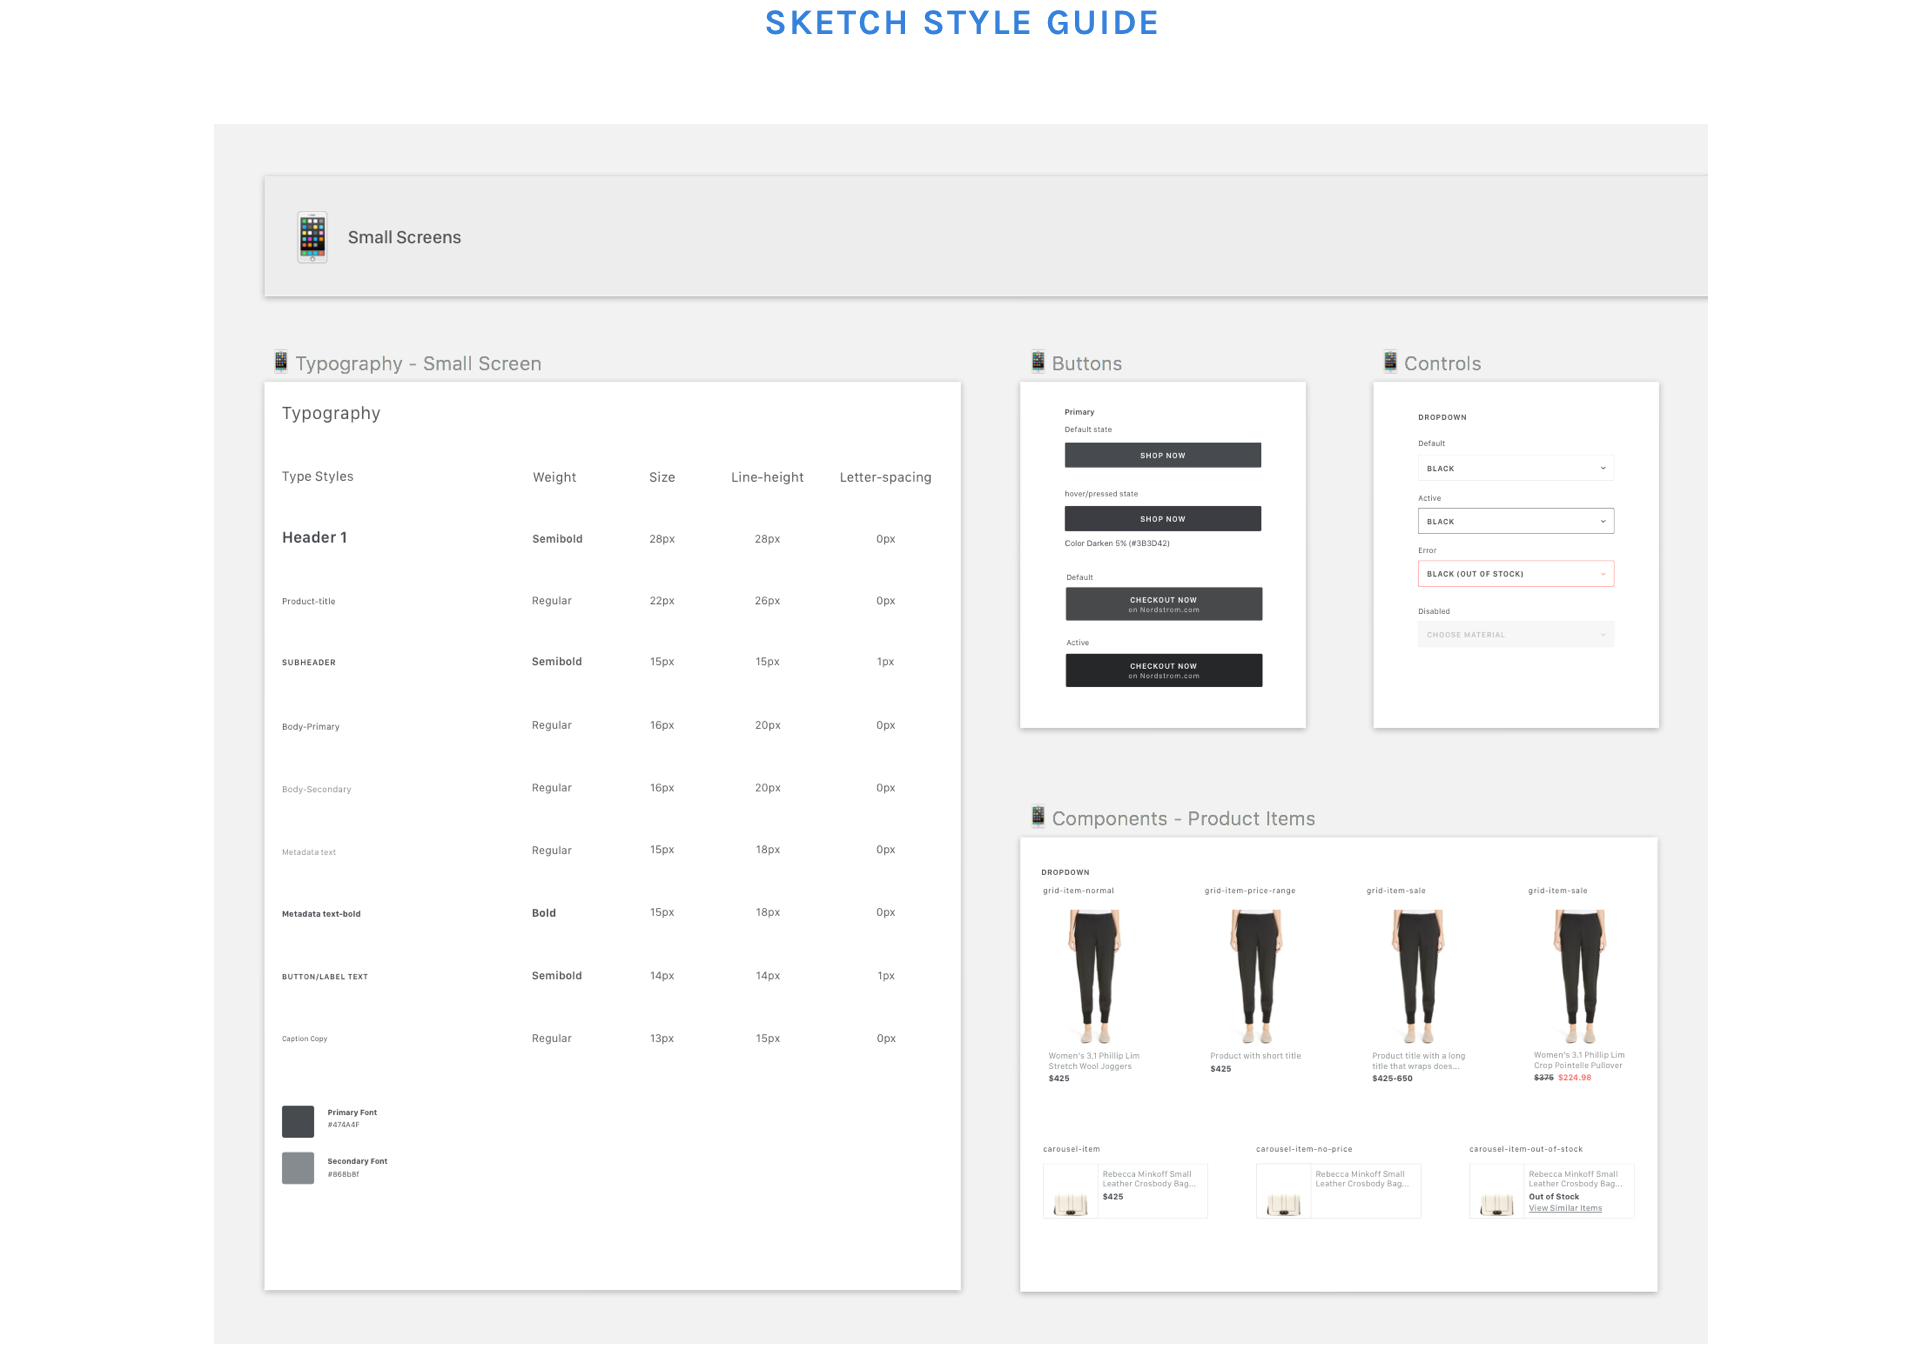 SKETCH STYLE GUIDE
Small Screens
Typography - Small Screen
Typography
Type Styles Weight Size Line-height Letter-spacing
Header 1 Semibold 28px 28px 0px
Product-title Regular 22px 26px 0px
SUBHEADER Semibold 15px 15px 1px
Body-Primary Regular 16px 20px 0px
Body-Secondary Regular 16px 20px 0px
Metadata text Regular 15px 18px 0px
Metadata text-bold Bold 15px 18px 0px
BUTTON/LABEL TEXT Semibold 14px 14px 1px
Caption Copy Regular 13px 15px 0px
Primary Font
#474A4F
Secondary Font
#868b8f
Buttons
Primary
Default state
SHOP NOW
hover/pressed state
SHOP NOW
Color Darken 5% (#3B3D42)
Default
CHECKOUT NOW
on Nordstrom.com
Active
CHECKOUT NOW
on Nordstrom.com
Controls
DROPDOWN
Default
BLACK
Active
BLACK
Error
BLACK (OUT OF STOCK)
Disabled
CHOOSE MATERIAL
Components - Product Items
DROPDOWN
grid-item-normal
Women's 3.1 Phillip Lim
Stretch Wool Joggers
$425
grid-item-price-range
Product with short title
$425
grid-item-sale
Product title with a long
title that wraps does...
$425-650
grid-item-sale
Women's 3.1 Phillip Lim
Crop Pointelle Pullover
$375 $224.98
carousel-item
Rebecca Minkoff Small
Leather Crosbody Bag...
$425
carousel-item-no-price
Rebecca Minkoff Small
Leather Crosbody Bag...
carousel-item-out-of-stock
Rebecca Minkoff Small
Leather Crosbody Bag...
Out of Stock
View Similar Items